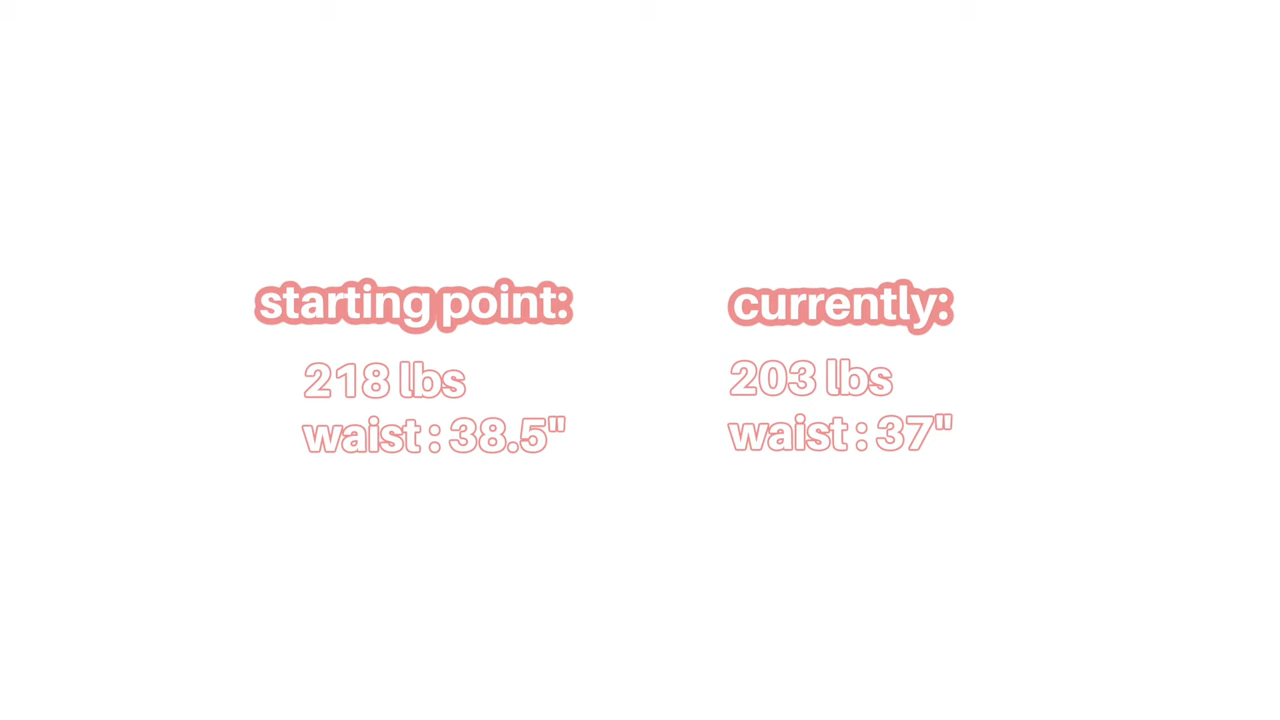 starting point:
218 lbs
waist : 38.5"
currently:
203 lbs
waist : 37"